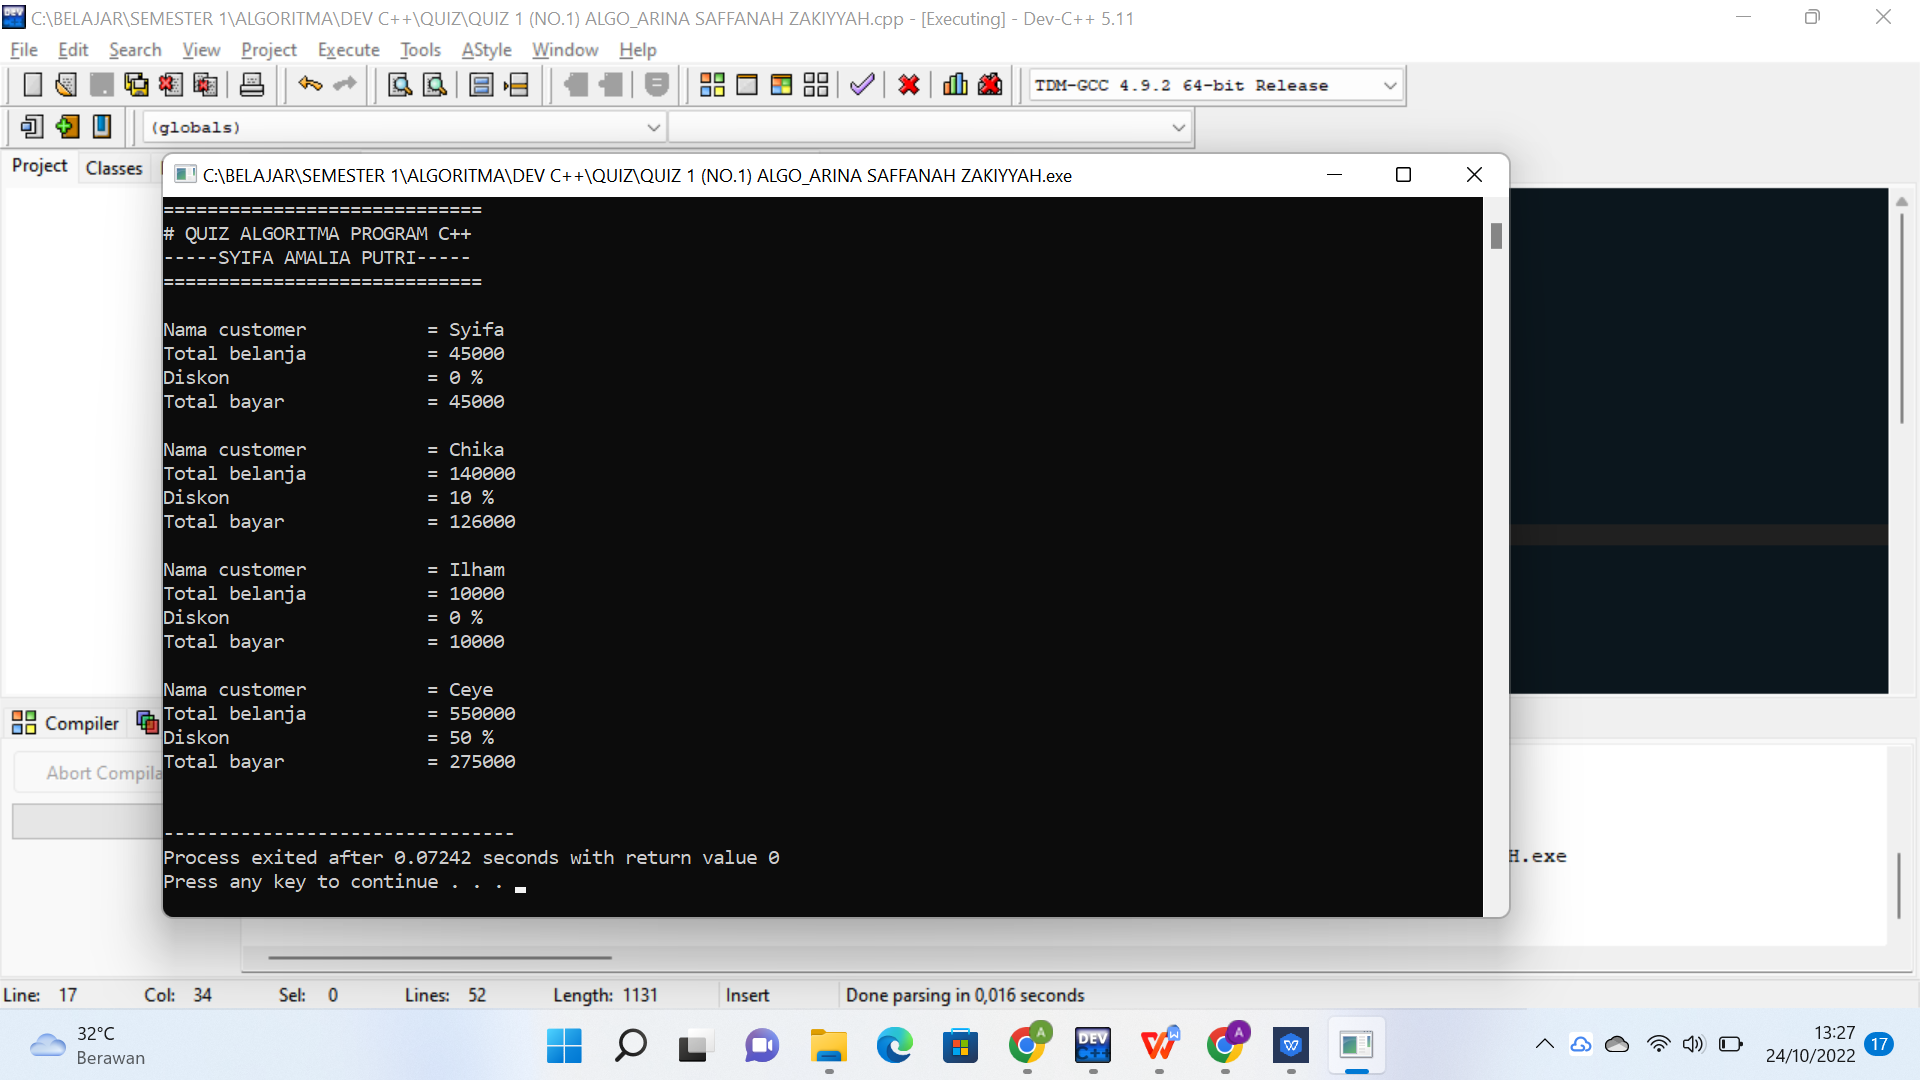 C:\BELAJAR\SEMESTER 1\ALGORITMA\DEV C++\QUIZ\QUIZ 1 (NO.1) ALGO_ARINA SAFFANAH ZAKIYYAH.cpp - [Executing] - Dev-C++ 5.11
File Edit Search View Project Execute Tools AStyle Window Help
TDM-GCC 4.9.2 64-bit Release
(globals)
Project Classes
C:\BELAJAR\SEMESTER 1\ALGORITMA\DEV C++\QUIZ\QUIZ 1 (NO.1) ALGO_ARINA SAFFANAH ZAKIYYAH.exe
=============================
# QUIZ ALGORITMA PROGRAM C++
-----SYIFA AMALIA PUTRI-----
=============================
Nama customer = Syifa
Total belanja = 45000
Diskon = 0 %
Total bayar = 45000
Nama customer = Chika
Total belanja = 140000
Diskon = 10 %
Total bayar = 126000
Nama customer = Ilham
Total belanja = 10000
Diskon = 0 %
Total bayar = 10000
Nama customer = Ceye
Total belanja = 550000
Diskon = 50 %
Total bayar = 275000
--------------------------------
Process exited after 0.07242 seconds with return value 0
Press any key to continue . . .
Compiler
Abort Compila
H.exe
Line: 17 Col: 34 Sel: 0 Lines: 52 Length: 1131 Insert Done parsing in 0,016 seconds
32°C
Berawan
A
DEV
C++
W
A
13:27
24/10/2022
17